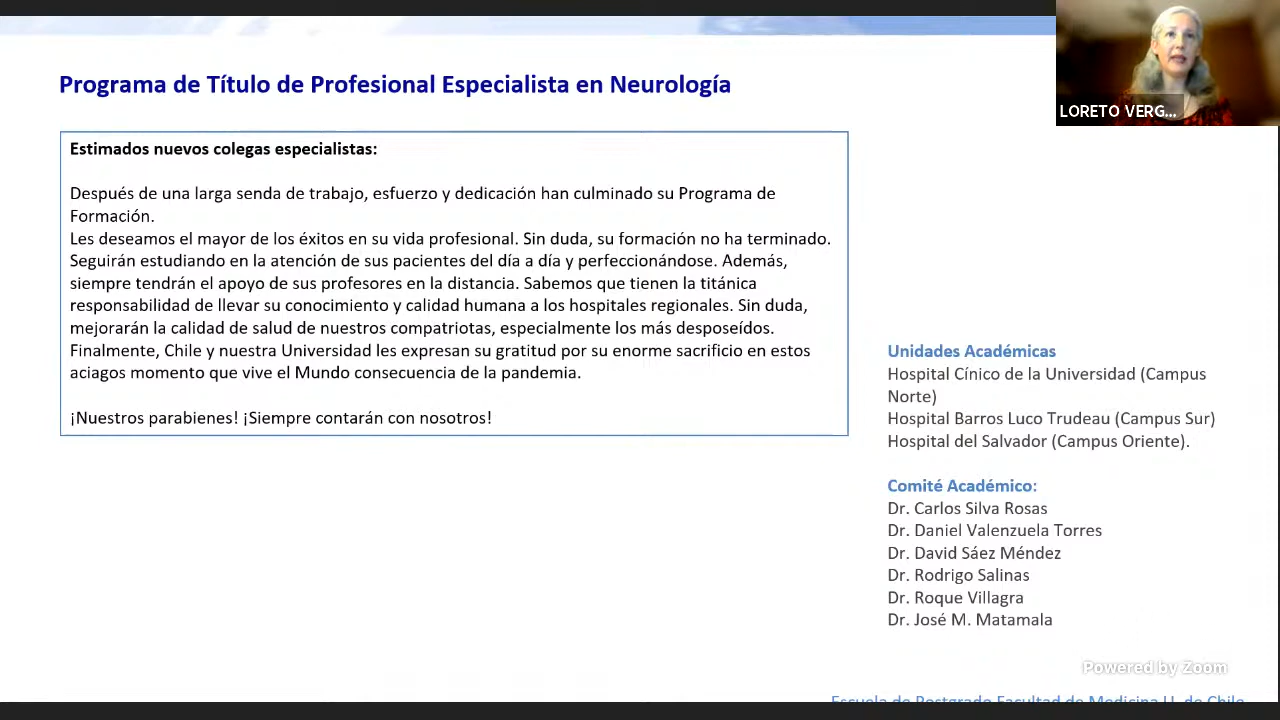 Programa de Título de Profesional Especialista en Neurología
LORETO VERG...
Estimados nuevos colegas especialistas:
Después de una larga senda de trabajo, esfuerzo y dedicación han culminado su Programa de
Formación.
Les deseamos el mayor de los éxitos en su vida profesional. Sin duda, su formación no ha terminado.
Seguirán estudiando en la atención de sus pacientes del día a día y perfeccionándose. Además,
siempre tendrán el apoyo de sus profesores en la distancia. Sabemos que tienen la titánica
responsabilidad de llevar su conocimiento y calidad humana a los hospitales regionales. Sin duda,
mejorarán la calidad de salud de nuestros compatriotas, especialmente los más desposeídos.
Finalmente, Chile y nuestra Universidad les expresan su gratitud por su enorme sacrificio en estos
aciagos momento que vive el Mundo consecuencia de la pandemia.
¡Nuestros parabienes! ¡Siempre contarán con nosotros!
Unidades Académicas
Hospital Cínico de la Universidad (Campus
Norte)
Hospital Barros Luco Trudeau (Campus Sur)
Hospital del Salvador (Campus Oriente).
Comité Académico:
Dr. Carlos Silva Rosas
Dr. Daniel Valenzuela Torres
Dr. David Sáez Méndez
Dr. Rodrigo Salinas
Dr. Roque Villagra
Dr. José M. Matamala
Powered by Zoom
Escuela de Postgrado Facultad de Medicina U. de Chile